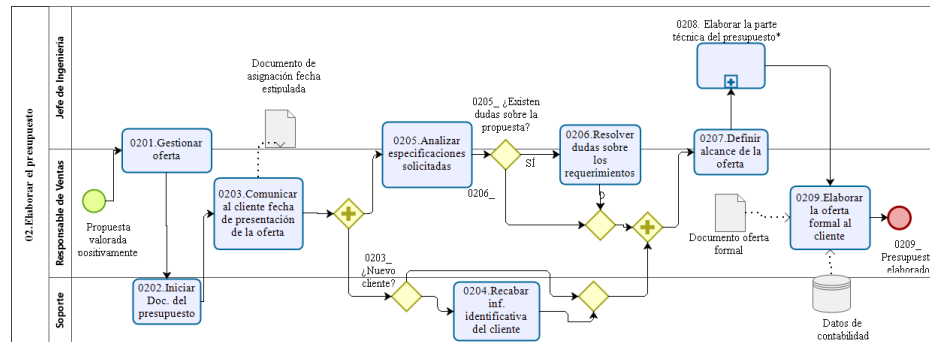 02.Elaborar el presupuesto
Jefe de Ingeniería
Responsable de Ventas
Soporte
Propuesta
valorada
positivamente
0201.Gestionar
oferta
0202.Iniciar
Doc. del
presupuesto
0203.Comunicar
al cliente fecha
de presentación
de la oferta
Documento de
asignación fecha
estipulada
0203_
¿Nuevo
cliente?
0204.Recabar
inf.
identificativa
del cliente
0205.Analizar
especificaciones
solicitadas
0205_ ¿Existen
dudas sobre la
propuesta?
SÍ
0206_
0206.Resolver
dudas sobre
los
requerimientos
0207.Definir
alcance de la
oferta
0208. Elaborar la parte
técnica del presupuesto*
Documento oferta
formal
0209.Elaborar
la oferta
formal al
cliente
Datos de
contabilidad
0209_
Presupuesto
elaborado